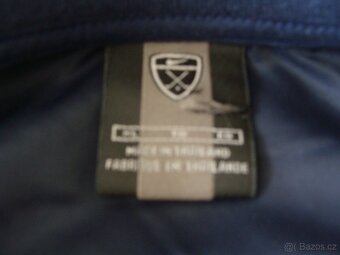 MADE IN THAILAND
FABRIQUE EN THAILANDE
Bazos.cz